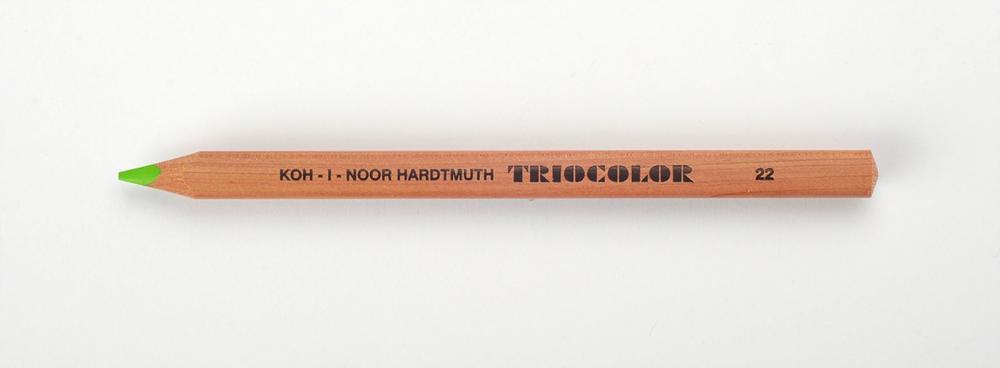 KOH - I - NOOR HARDTMUTH TRIOCOLOR 22